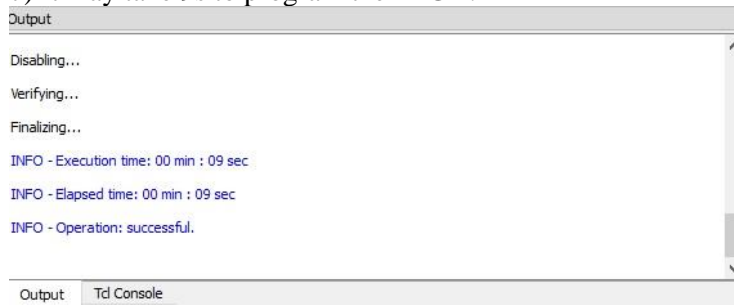 Output
Disabling...
Verifying...
Finalizing...
INFO - Execution time: 00 min : 09 sec
INFO - Elapsed time: 00 min : 09 sec
INFO - Operation: successful.
Output Tcl Console